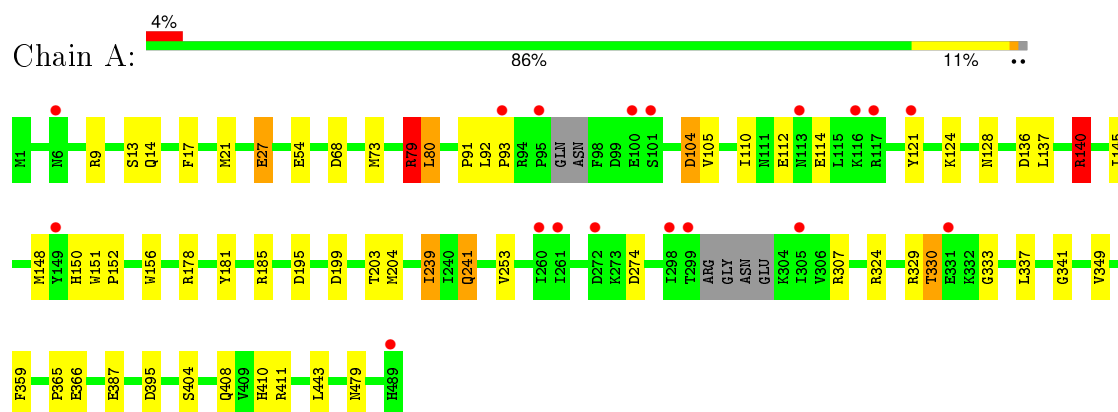 4%
Chain A:
86% 11% ••
M1 N6 R9 S13 Q14 F17 M21 E27 E54 D68 M73 R79 L80 P91 L92 P93 R94 P95 GLN ASN F98 D99 E100 S101 D104 V105 I110 N111 E112 N113 E114 L115 K116 R117 Y121 K124 N128 D136 L137 R140 I145
M148 Y149 H150 W151 P152 W156 R178 Y181 R185 D195 D199 T203 M204 I239 I240 Q241 V253 I260 I261 D272 K273 D274 I298 T299 ARG GLY ASN GLU K304 I305 V306 R307 R324 R329 T330 E331 K332 G333 L337 G341 V349
F359 P365 E366 E387 D395 S404 Q408 V409 H410 R411 L443 N479 H489